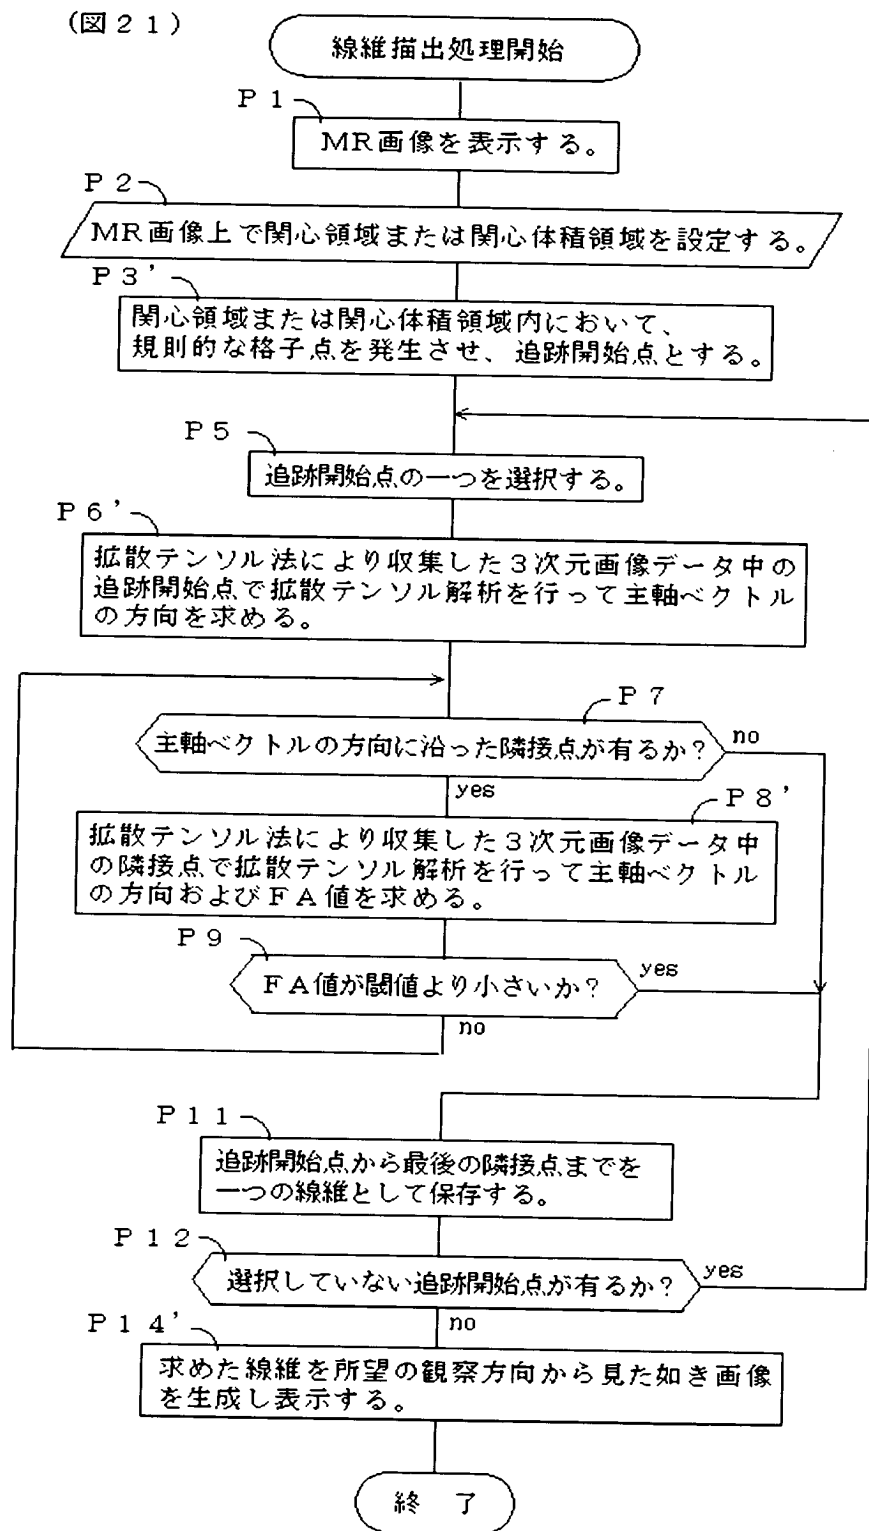 (図21)
線維描出処理開始
P1
MR画像を表示する。
P2
MR画像上で関心領域または関心体積領域を設定する。
P3'
関心領域または関心体積領域内において、
規則的な格子点を発生させ、追跡開始点とする。
P5
追跡開始点の一つを選択する。
P6'
拡散テンソル法により収集した3次元画像データ中の
追跡開始点で拡散テンソル解析を行って主軸ベクトル
の方向を求める。
P7
主軸ベクトルの方向に沿った隣接点が有るか?
no
yes
P8'
拡散テンソル法により収集した3次元画像データ中
の隣接点で拡散テンソル解析を行って主軸ベクトル
の方向およびFA値を求める。
P9
FA値が閾値より小さいか?
yes
no
P11
追跡開始点から最後の隣接点までを
一つの線維として保存する。
P12
選択していない追跡開始点が有るか?
yes
no
P14'
求めた線維を所望の観察方向から見た如き画像
を生成し表示する。
終 了